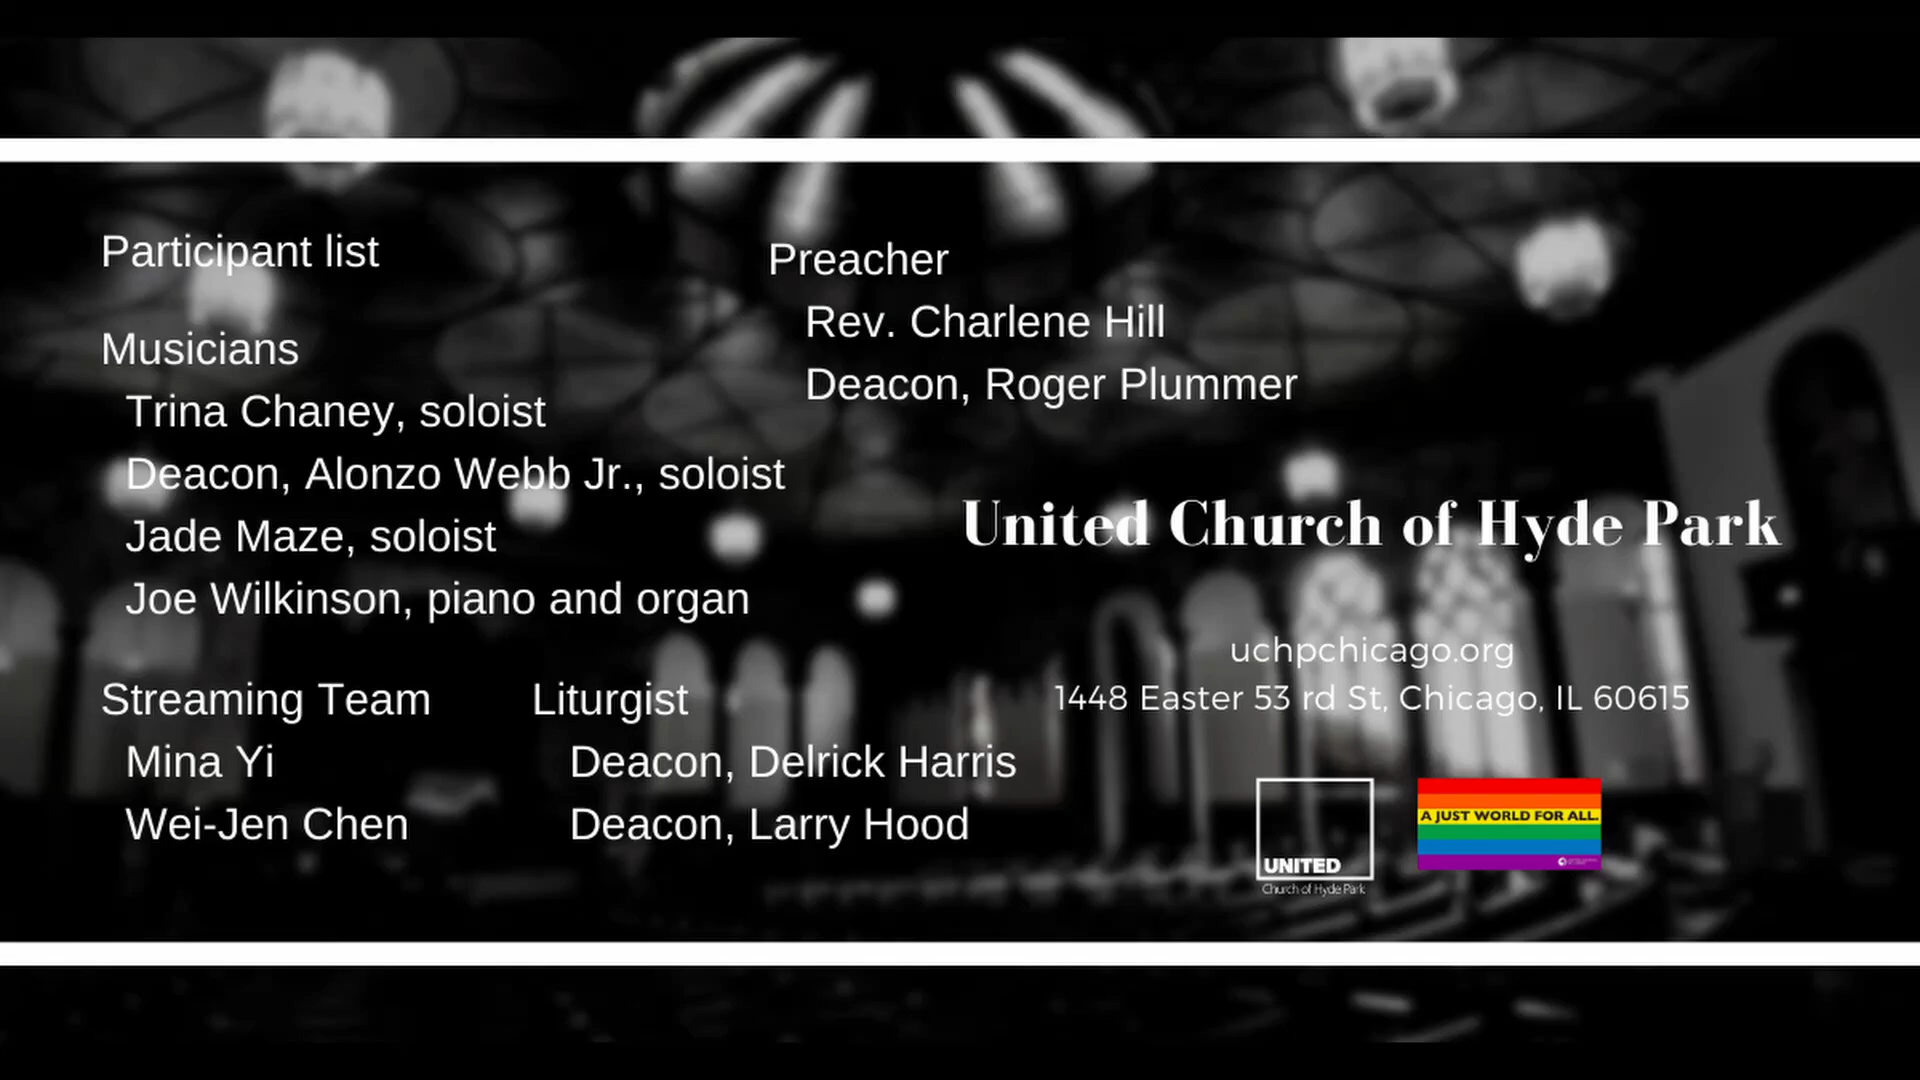 Participant list
Musicians
Trina Chaney, soloist
Deacon, Alonzo Webb Jr., soloist
Jade Maze, soloist
Joe Wilkinson, piano and organ
Streaming Team
Mina Yi
Wei-Jen Chen
Liturgist
Deacon, Delrick Harris
Deacon, Larry Hood
Preacher
Rev. Charlene Hill
Deacon, Roger Plummer
United Church of Hyde Park
uchpchicago.org
1448 Easter 53 rd St, Chicago, IL 60615
UNITED
Church of Hyde Park
A JUST WORLD FOR ALL.